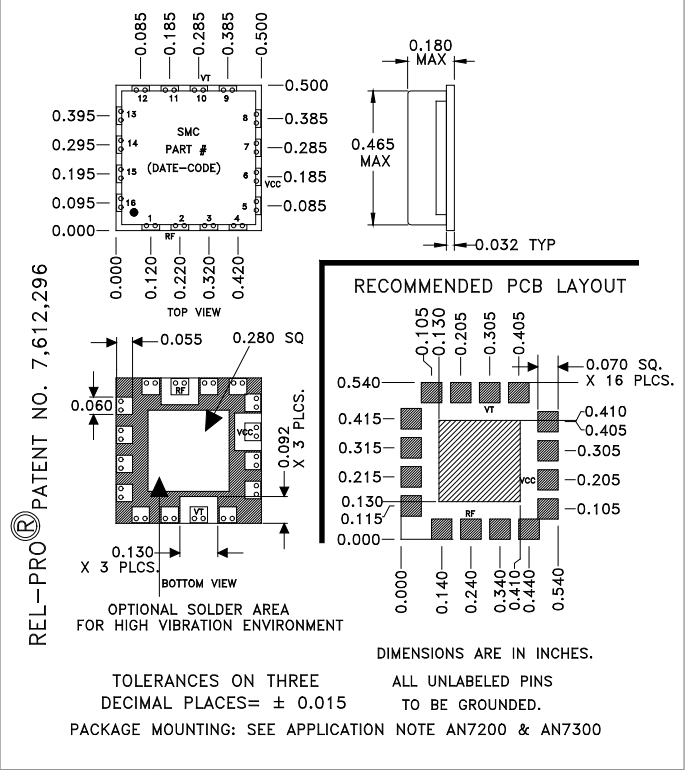 0.085
0.185
0.285
0.385
0.500
VT
12
11
10
9
0.500
0.395
13
8
0.385
SMC
PART #
(DATE-CODE)
0.295
14
7
0.285
0.195
15
6
VCC
0.185
0.095
16
5
0.085
0.000
1
2
3
4
RF
0.000
0.120
0.220
0.320
0.420
TOP VIEW
0.180
MAX
0.465
MAX
0.032 TYP
REL-PRO® PATENT NO. 7,612,296
0.055
0.280 SQ
RF
0.060
VCC
0.092
X 3 PLCS.
VT
0.130
X 3 PLCS.
BOTTOM VIEW
OPTIONAL SOLDER AREA
FOR HIGH VIBRATION ENVIRONMENT
RECOMMENDED PCB LAYOUT
0.105
0.130
0.205
0.305
0.405
0.070 SQ.
X 16 PLCS.
0.540
VT
0.415
0.410
0.405
0.315
0.305
0.215
VCC
0.205
0.130
0.115
0.105
RF
0.000
0.000
0.140
0.240
0.340
0.410
0.440
0.540
DIMENSIONS ARE IN INCHES.
TOLERANCES ON THREE
DECIMAL PLACES= ± 0.015
ALL UNLABELED PINS
TO BE GROUNDED.
PACKAGE MOUNTING: SEE APPLICATION NOTE AN7200 & AN7300